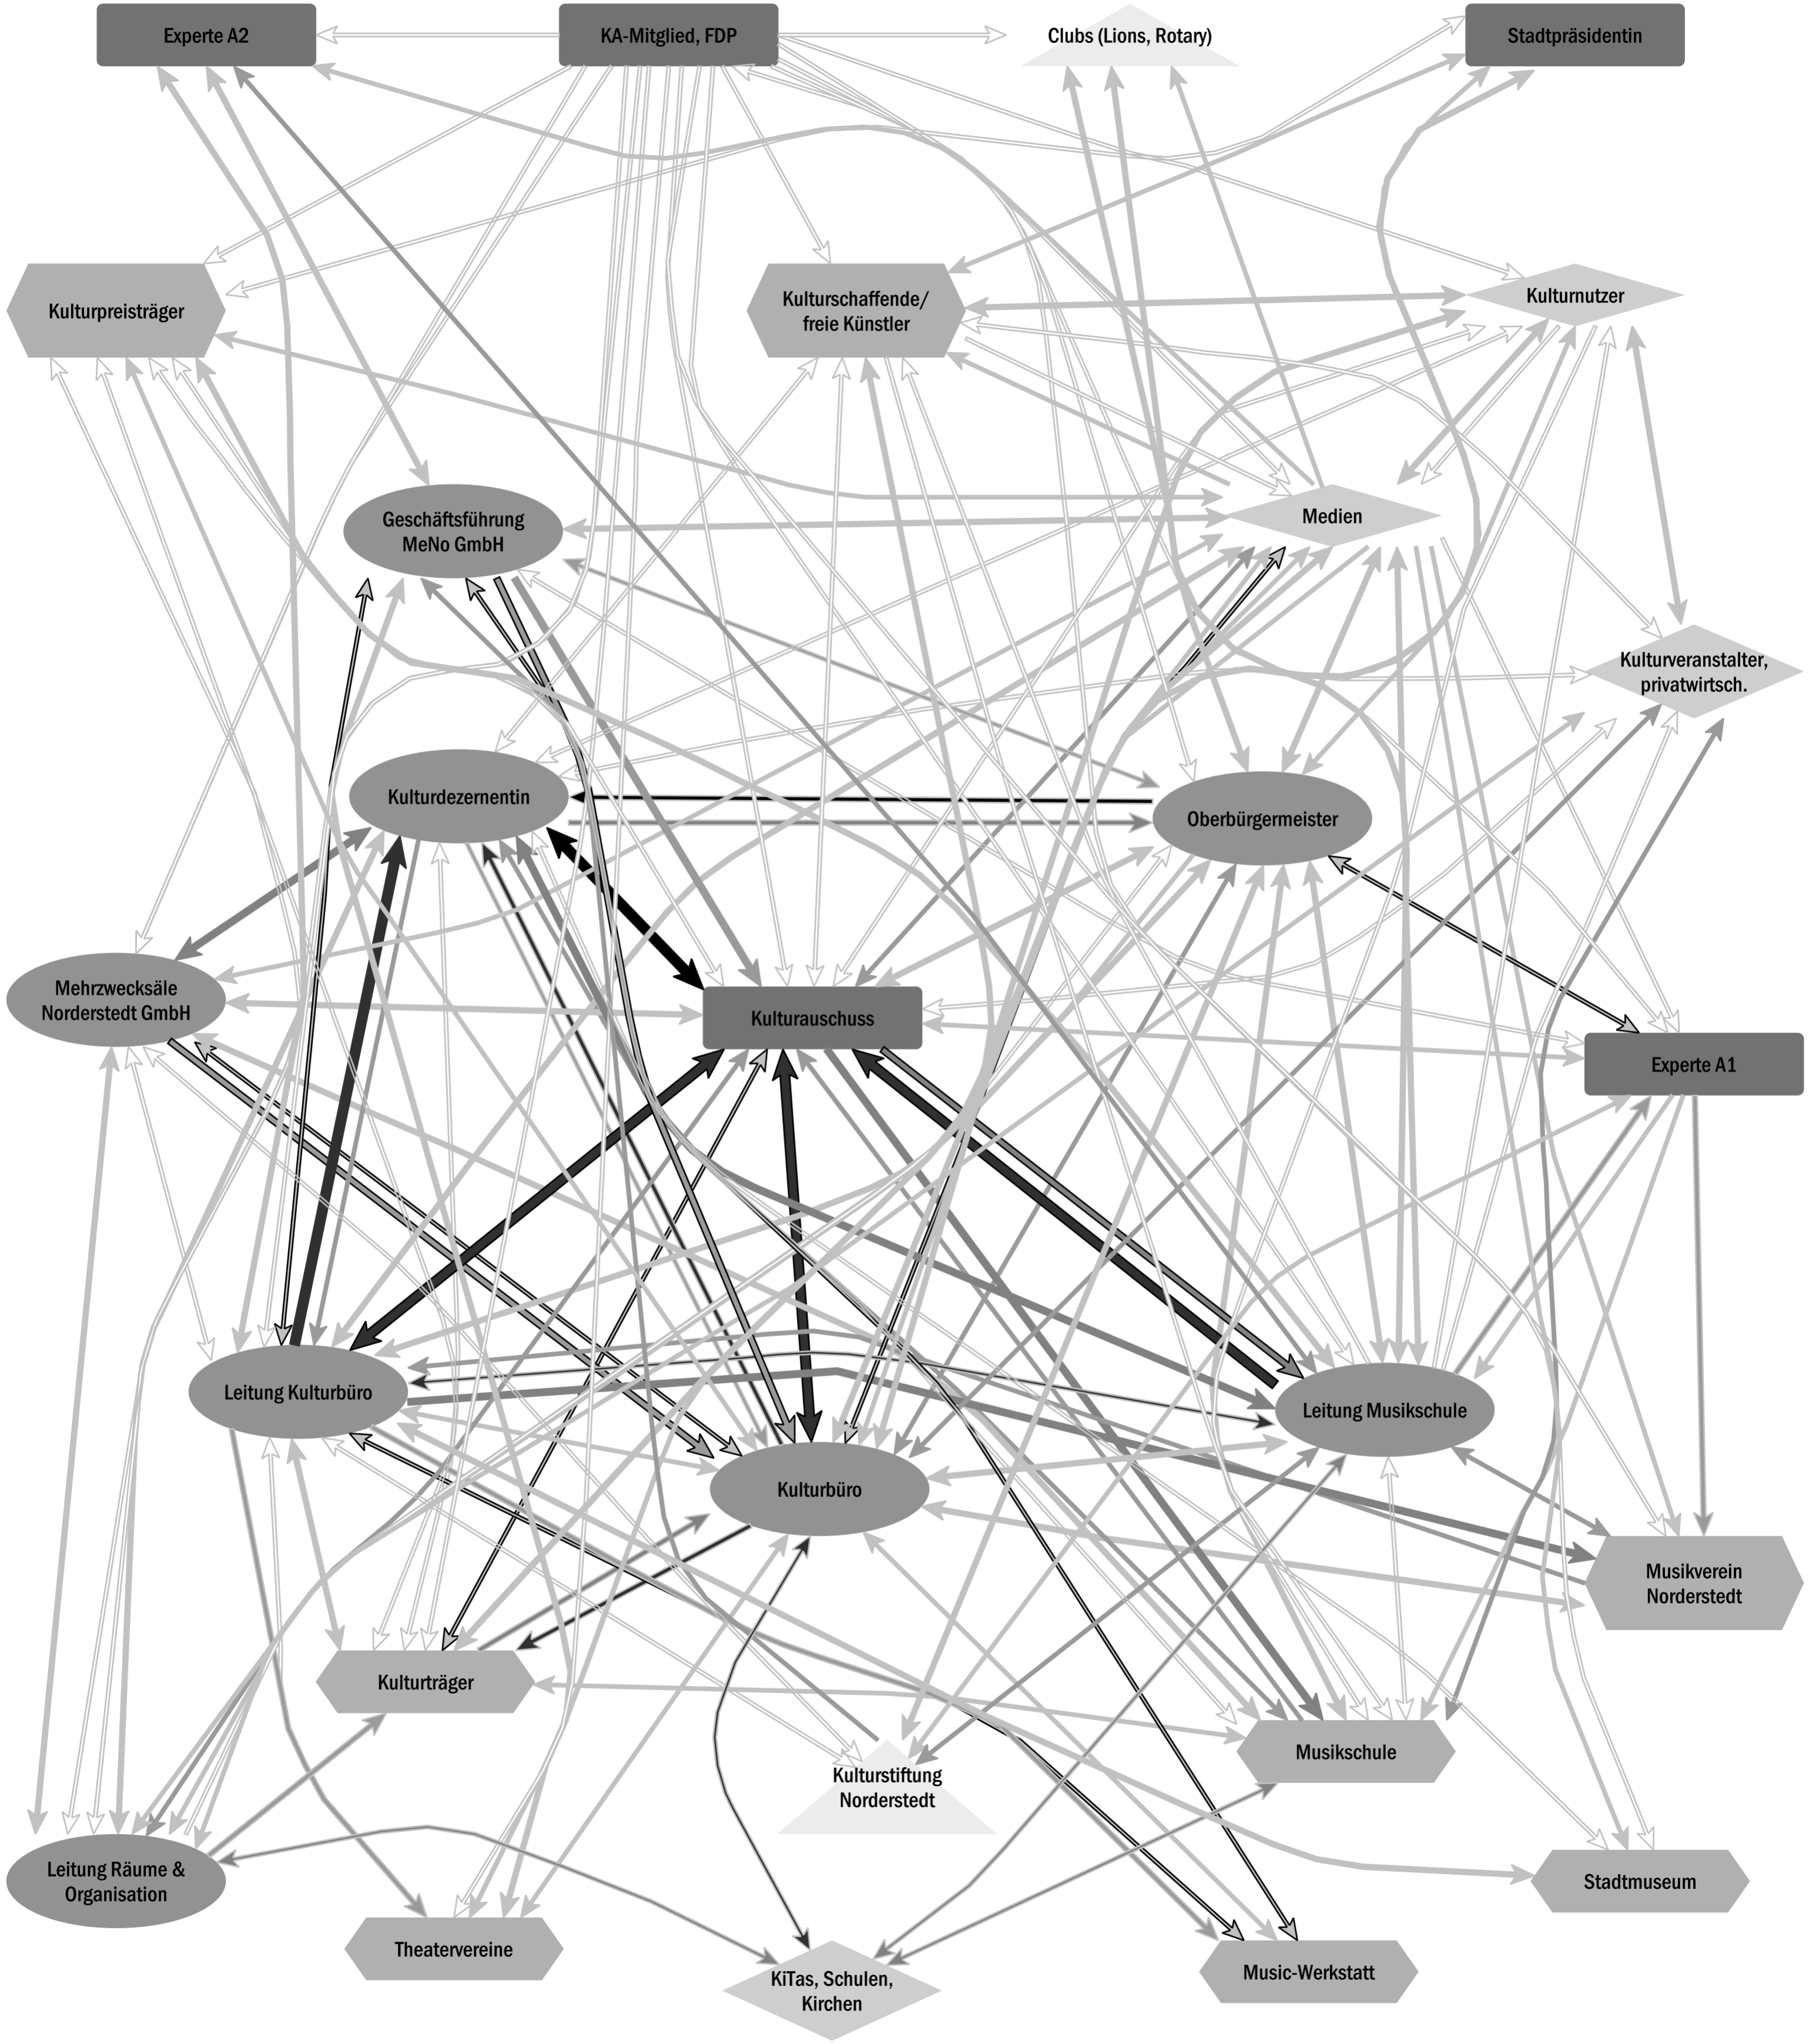 Experte A2
KA-Mitglied, FDP
Clubs (Lions, Rotary)
Stadtpräsidentin
Kulturpreisträger
Kulturschaffende/
freie Künstler
Kulturnutzer
Geschäftsführung
MeNo GmbH
Medien
Kulturveranstalter,
privatwirtsch.
Kulturdezernentin
Oberbürgermeister
Mehrzwecksäle
Norderstedt GmbH
Kulturauschuss
Experte A1
Leitung Kulturbüro
Leitung Musikschule
Kulturbüro
Musikverein
Norderstedt
Kulturträger
Musikschule
Kulturstiftung
Norderstedt
Leitung Räume &
Organisation
Stadtmuseum
Theatervereine
KiTas, Schulen,
Kirchen
Music-Werkstatt